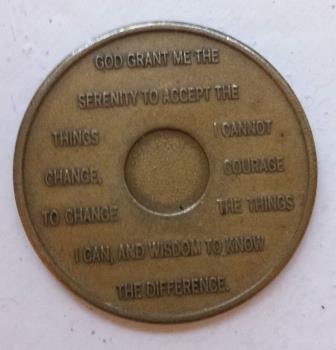 GOD GRANT ME THE
SERENITY TO ACCEPT THE
THINGS I CANNOT
CHANGE, COURAGE
TO CHANGE THE THINGS
I CAN, AND WISDOM TO KNOW
THE DIFFERENCE.